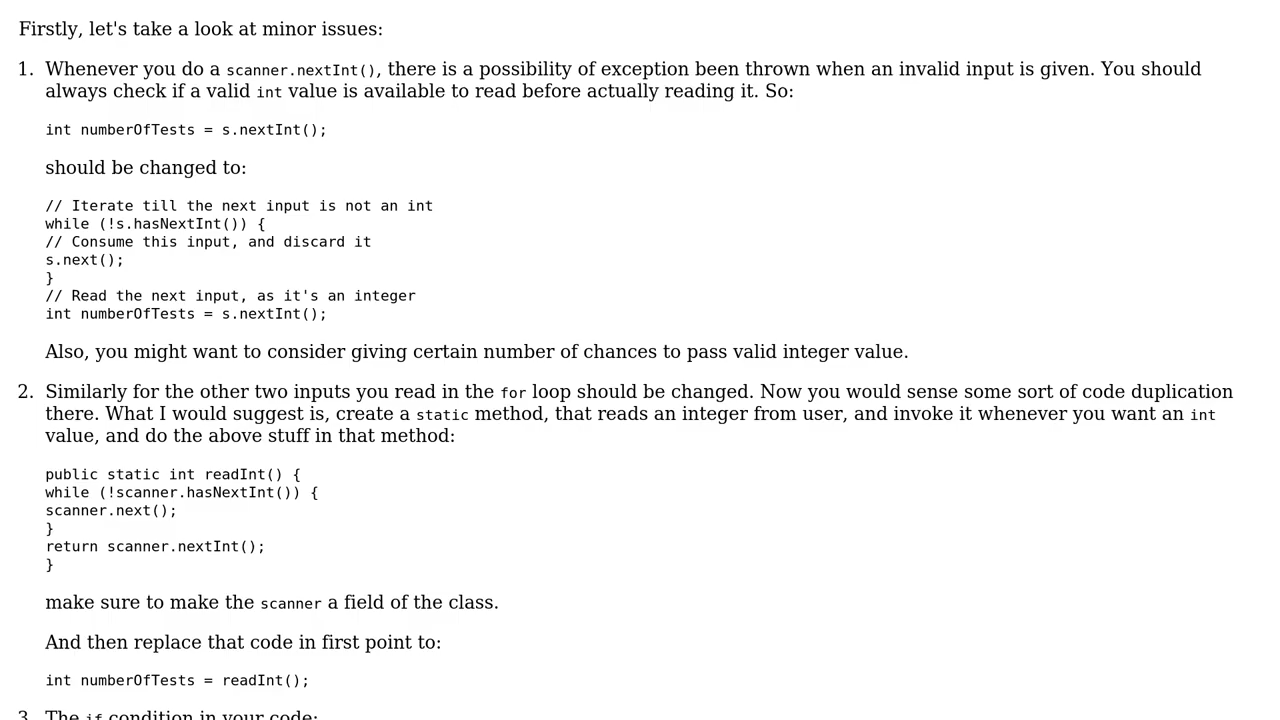 Firstly, let's take a look at minor issues:
1. Whenever you do a scanner.nextInt(), there is a possibility of exception been thrown when an invalid input is given. You should
always check if a valid int value is available to read before actually reading it. So:
int numberOfTests = s.nextInt();
should be changed to:
// Iterate till the next input is not an int
while (!s.hasNextInt()) {
// Consume this input, and discard it
s.next();
}
// Read the next input, as it's an integer
int numberOfTests = s.nextInt();
Also, you might want to consider giving certain number of chances to pass valid integer value.
2. Similarly for the other two inputs you read in the for loop should be changed. Now you would sense some sort of code duplication
there. What I would suggest is, create a static method, that reads an integer from user, and invoke it whenever you want an int
value, and do the above stuff in that method:
public static int readInt() {
while (!scanner.hasNextInt()) {
scanner.next();
}
return scanner.nextInt();
}
make sure to make the scanner a field of the class.
And then replace that code in first point to:
int numberOfTests = readInt();
3. The if condition in your code: